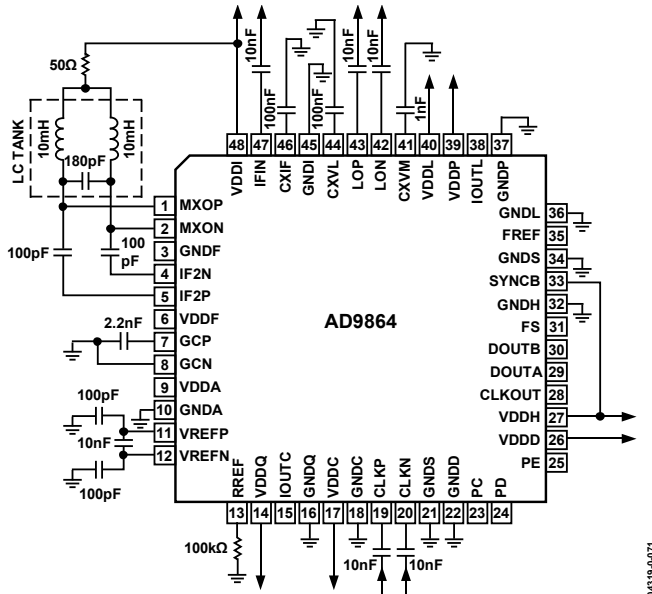 10nF
10nF
10nF
50Ω
100nF
100nF
1nF
LC TANK
10mH
10mH
180pF
48 47 46 45 44 43 42 41 40 39 38 37
VDDI
IFIN
CXIF
GNDI
CXVL
LOP
LON
CXVM
VDDL
VDDP
IOUTL
GNDP
1 MXOP
2 MXON
3 GNDF
4 IF2N
5 IF2P
6 VDDF
7 GCP
8 GCN
9 VDDA
10 GNDA
11 VREFP
12 VREFN
100pF
100
pF
2.2nF
100pF
10nF
100pF
AD9864
GNDL 36
FREF 35
GNDS 34
SYNCB 33
GNDH 32
FS 31
DOUTB 30
DOUTA 29
CLKOUT 28
VDDH 27
VDDD 26
PE 25
RREF
VDDQ
IOUTC
GNDQ
VDDC
GNDC
CLKP
CLKN
GNDS
GNDD
PC
PD
13 14 15 16 17 18 19 20 21 22 23 24
100kΩ
10nF
10nF
04319-0-071